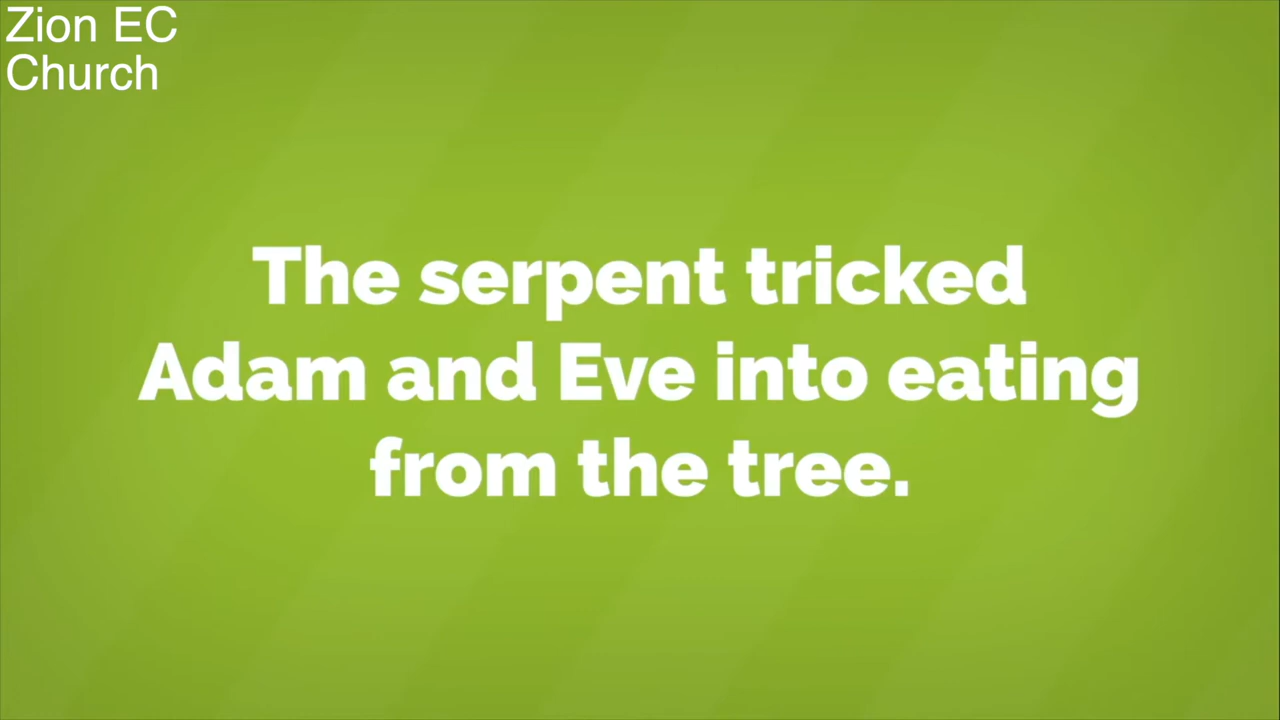 Zion EC
Church
The serpent tricked
Adam and Eve into eating
from the tree.